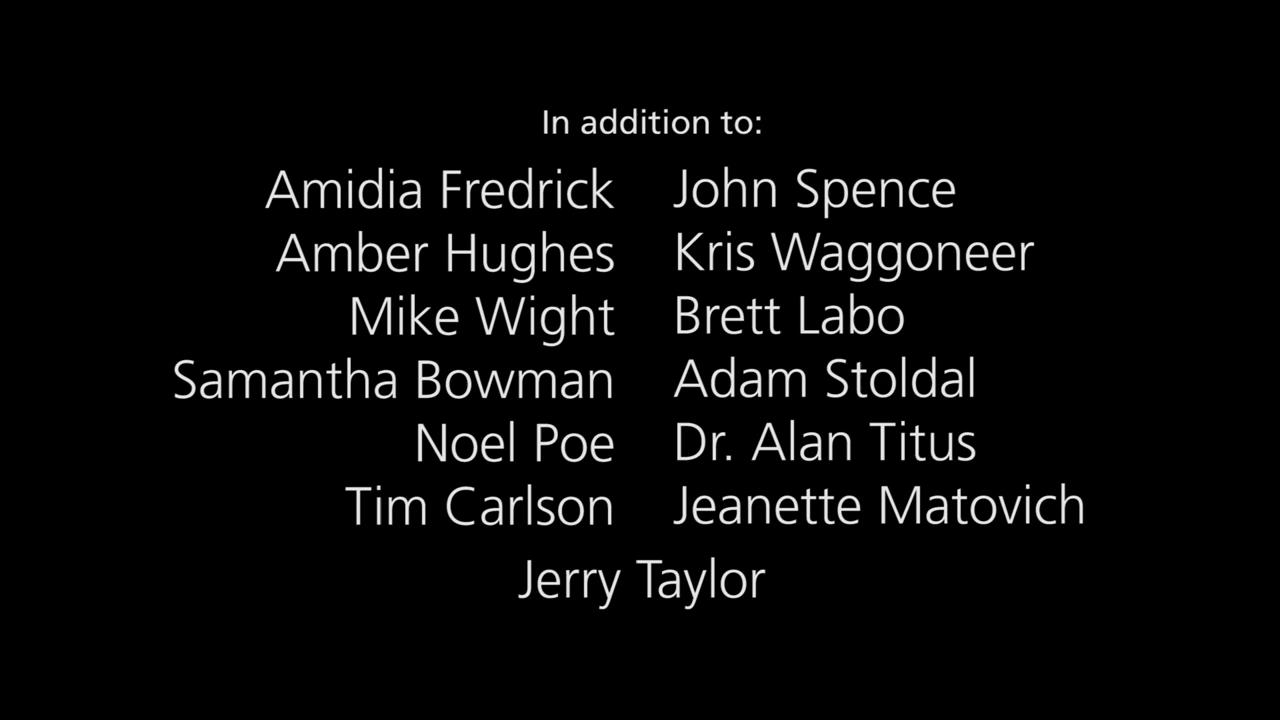 In addition to:
Amidia Fredrick John Spence
Amber Hughes Kris Waggoneer
Mike Wight Brett Labo
Samantha Bowman Adam Stoldal
Noel Poe Dr. Alan Titus
Tim Carlson Jeanette Matovich
Jerry Taylor